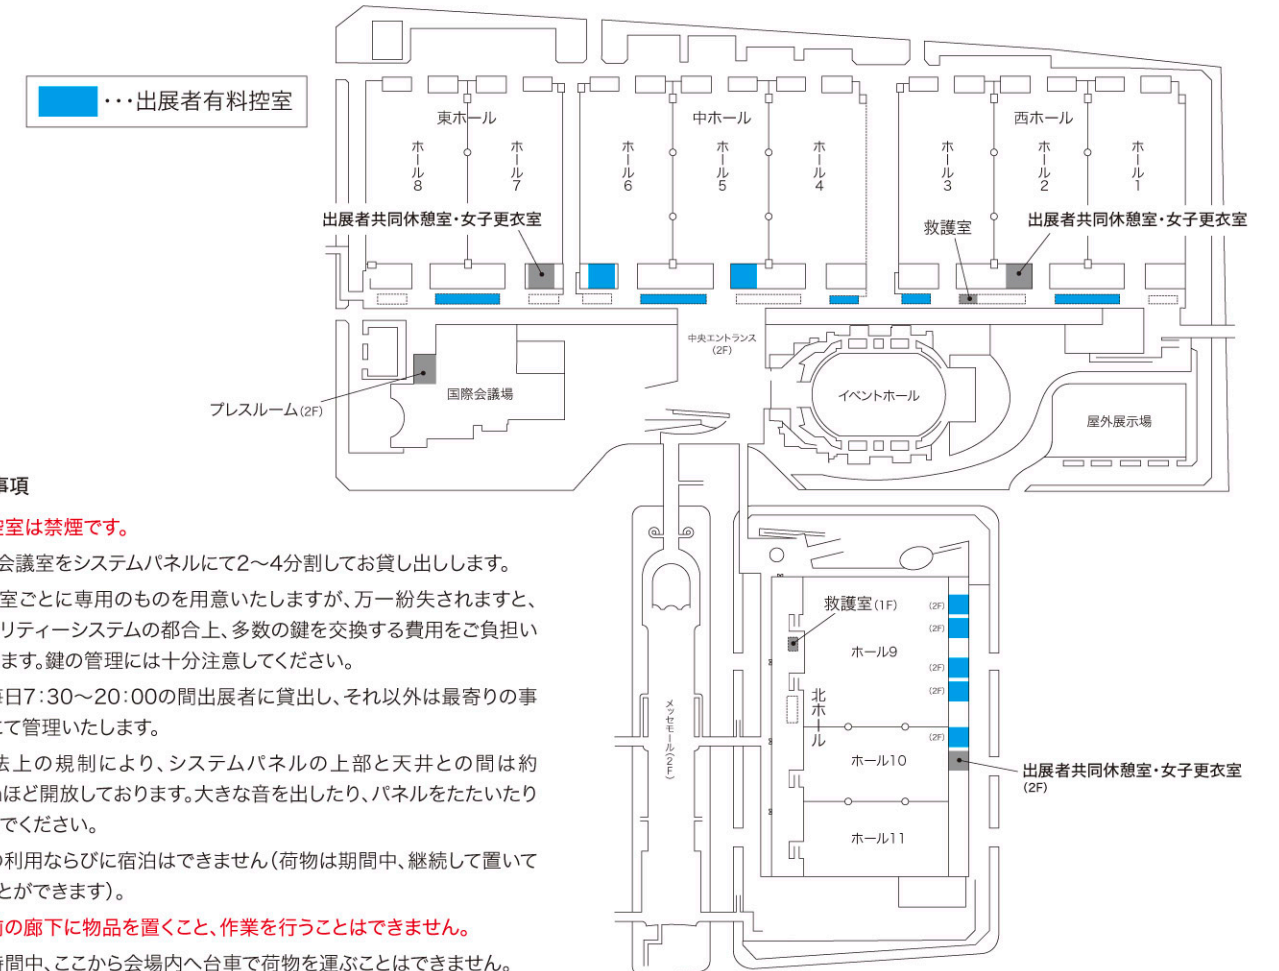 ･･･出展者有料控室
東ホール
中ホール
西ホール
ホール8
ホール7
ホール6
ホール5
ホール4
ホール3
ホール2
ホール1
出展者共同休憩室・女子更衣室
救護室
出展者共同休憩室・女子更衣室
中央エントランス
(2F)
国際会議場
プレスルーム(2F)
イベントホール
屋外展示場
事項
室は禁煙です。
会議室をシステムパネルにて2～4分割してお貸し出しします。
室ごとに専用のものを用意いたしますが、万一紛失されますと、
リティーシステムの都合上、多数の鍵を交換する費用をご負担い
ます。鍵の管理には十分注意してください。
毎日7:30～20:00の間出展者に貸出し、それ以外は最寄りの事
にて管理いたします。
法上の規制により、システムパネルの上部と天井との間は約
ほど開放しております。大きな音を出したり、パネルをたたいたり
でください。
の利用ならびに宿泊はできません(荷物は期間中、継続して置いて
とができます)。
前の廊下に物品を置くこと、作業を行うことはできません。
時間中、ここから会場内へ台車で荷物を運ぶことはできません。
メッセモール(2F)
救護室(1F)
ホール9
北ホール
ホール10
ホール11
(2F)
(2F)
(2F)
(2F)
(2F)
出展者共同休憩室・女子更衣室
(2F)